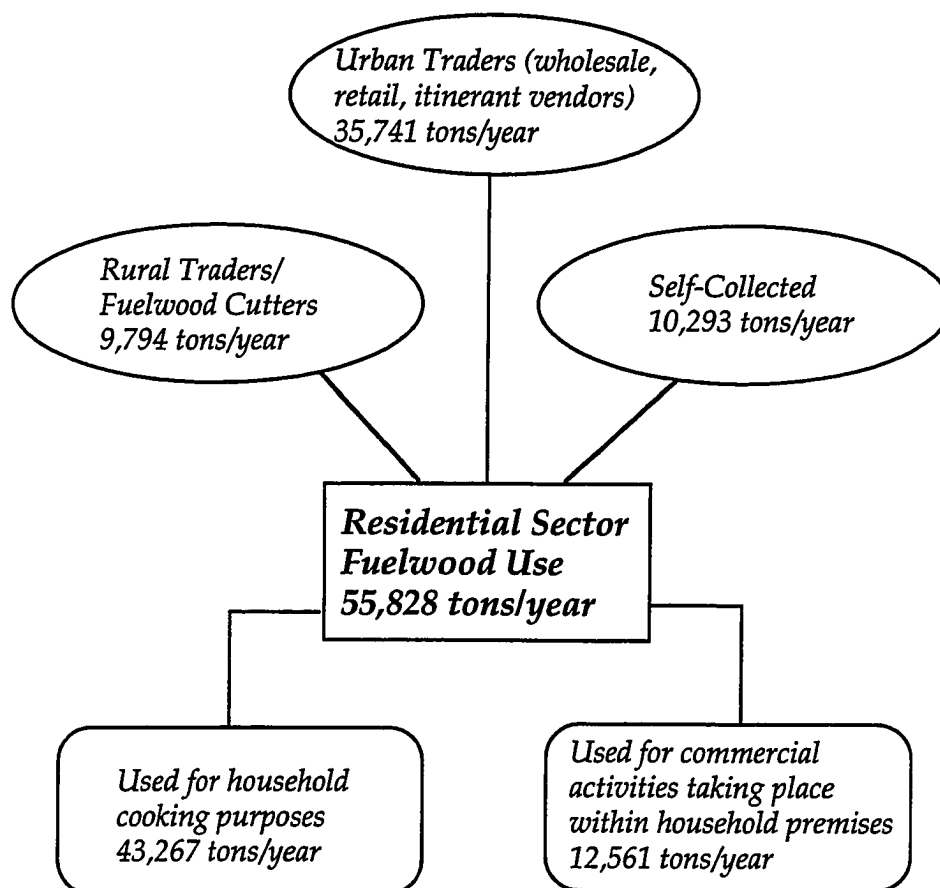 Urban Traders (wholesale,
retail, itinerant vendors)
35,741 tons/year
Rural Traders/
Fuelwood Cutters
9,794 tons/year
Self-Collected
10,293 tons/year
Residential Sector
Fuelwood Use
55,828 tons/year
Used for household
cooking purposes
43,267 tons/year
Used for commercial
activities taking place
within household premises
12,561 tons/year